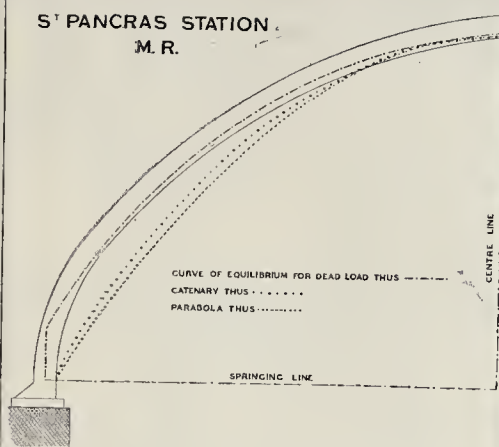 Sᵀ PANCRAS STATION.
M. R.
CURVE OF EQUILIBRIUM FOR DEAD LOAD THUS
CATENARY THUS
PARABOLA THUS
CENTRE LINE
SPRINGING LINE